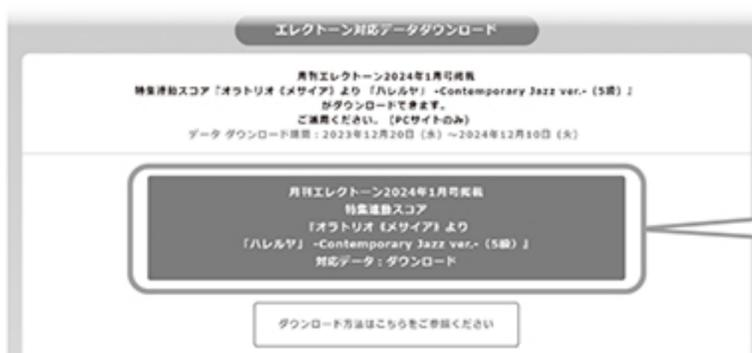 エレクトーン対応データダウンロード
月刊エレクトーン2024年1月号掲載
特集連動スコア『オラトリオ《メサイア》より 「ハレルヤ」 -Contemporary Jazz ver.-（5級）』
がダウンロードできます。
ご活用ください。（PCサイトのみ）
データ ダウンロード期間：2023年12月20日（水）～2024年12月10日（火）
月刊エレクトーン2024年1月号掲載
特集連動スコア
『オラトリオ《メサイア》より
「ハレルヤ」 -Contemporary Jazz ver.-（5級）』
対応データ：ダウンロード
ダウンロード方法はこちらをご参照ください